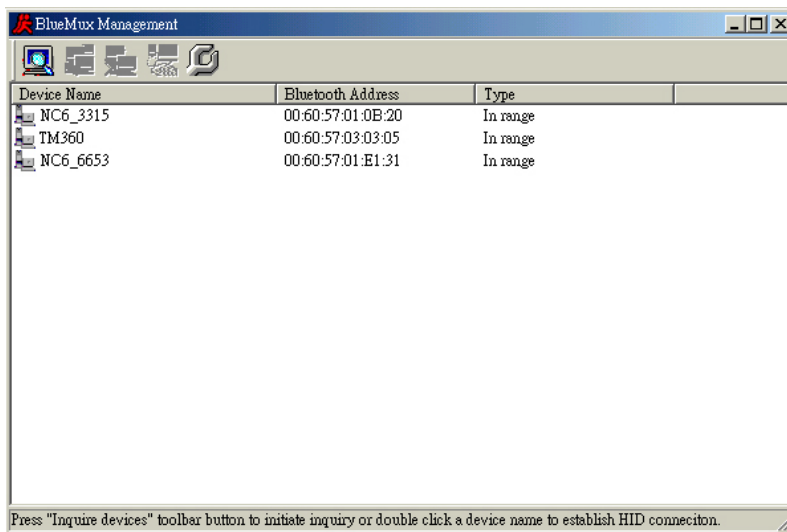 BlueMux Management
Device Name Bluetooth Address Type
NC6_3315 00:60:57:01:0B:20 In range
TM360 00:60:57:03:03:05 In range
NC6_6653 00:60:57:01:E1:31 In range
Press "Inquire devices" toolbar button to initiate inquiry or double click a device name to establish HID conneciton.